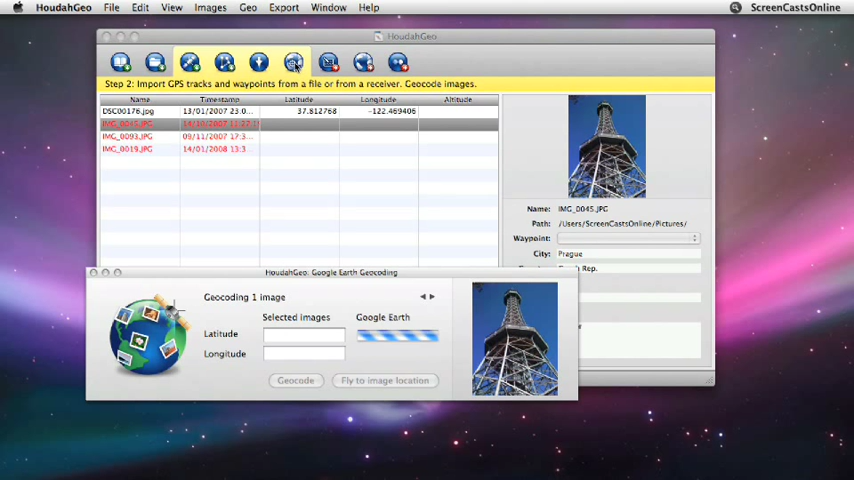 HoudahGeo File Edit View Images Geo Export Window Help ScreenCastsOnline
HoudahGeo
Step 2: Import GPS tracks and waypoints from a file or from a receiver. Geocode images.
Name Timestamp Latitude Longitude Altitude
DSC00176.jpg 13/01/2007 23:0... 37.812768 -122.469406
IMG_0045.JPG 14/10/2007 11:27:1
IMG_0093.JPG 09/11/2007 17:3...
IMG_0019.JPG 14/01/2008 13:3...
Name: IMG_0045.JPG
Path: /Users/ScreenCastsOnline/Pictures/
Waypoint:
City: Prague
Rep.
HoudahGeo: Google Earth Geocoding
Geocoding 1 image
Selected Images Google Earth
Latitude
Longitude
Geocode Fly to image location